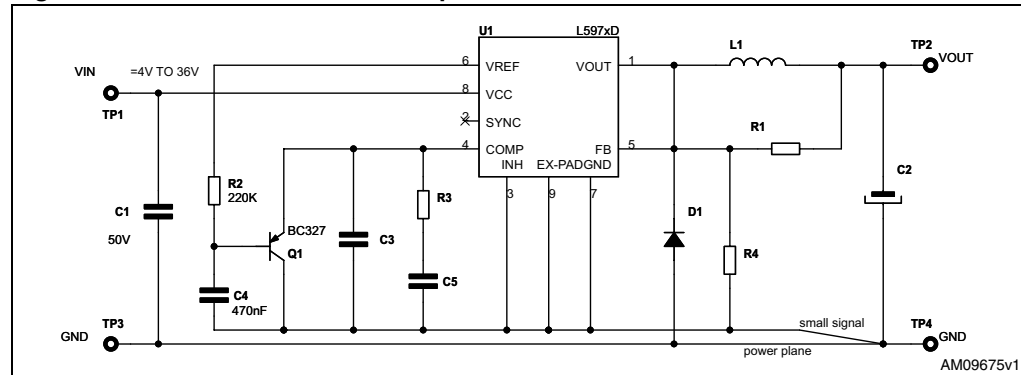 U1
L597xD
L1
TP2
VOUT
VIN
=4V TO 36V
TP1
6
VREF
VOUT
1
8
VCC
2
SYNC
R1
4
COMP
FB
5
INH
EX-PADGND
3
9
7
R2
220K
R3
C2
C1
50V
BC327
Q1
C3
D1
R4
C4
470nF
C5
TP3
GND
small signal
TP4
GND
power plane
AM09675v1